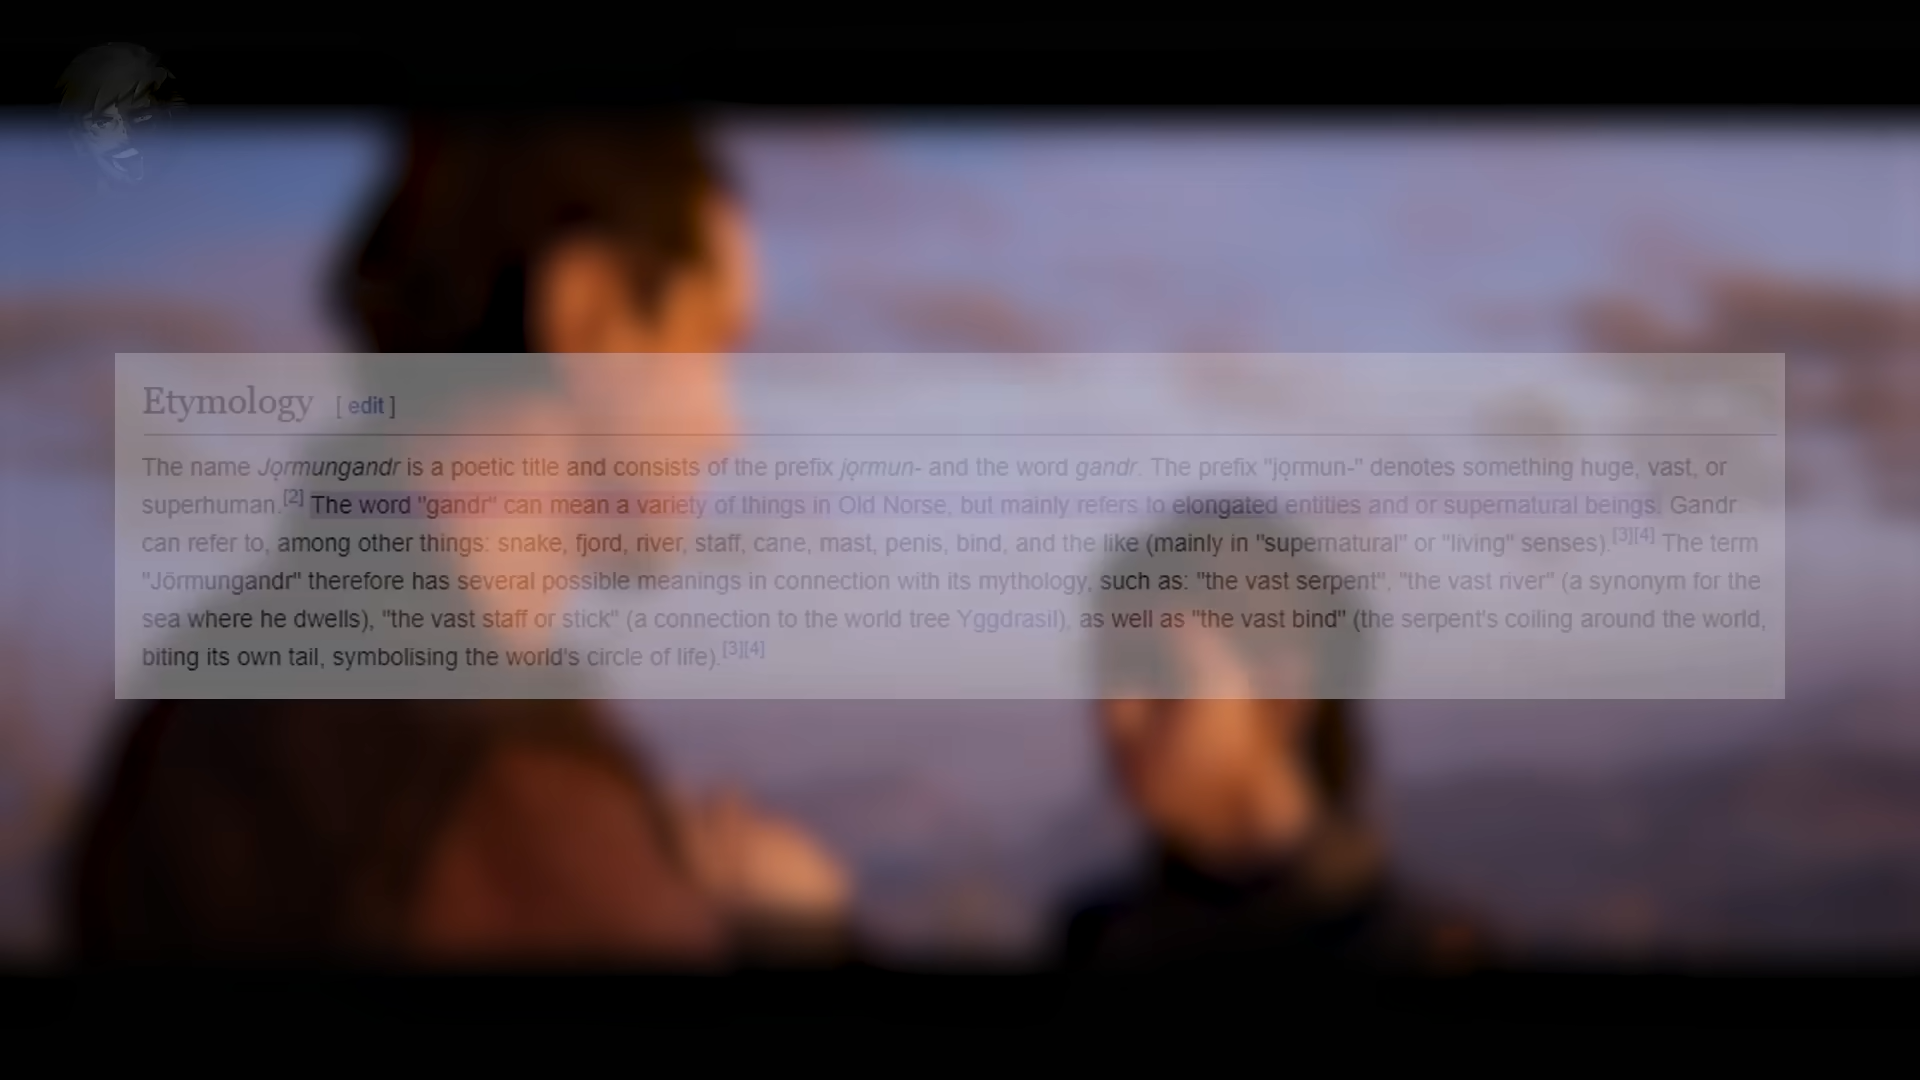 Etymology [ edit ]
The name Jǫrmungandr is a poetic title and consists of the prefix jǫrmun- and the word gandr. The prefix "jǫrmun-" denotes something huge, vast, or
superhuman.[2] The word "gandr" can mean a variety of things in Old Norse, but mainly refers to elongated entities and or supernatural beings. Gandr
can refer to, among other things: snake, fjord, river, staff, cane, mast, penis, bind, and the like (mainly in "supernatural" or "living" senses).[3][4] The term
"Jörmungandr" therefore has several possible meanings in connection with its mythology, such as: "the vast serpent", "the vast river" (a synonym for the
sea where he dwells), "the vast staff or stick" (a connection to the world tree Yggdrasil), as well as "the vast bind" (the serpent's coiling around the world,
biting its own tail, symbolising the world's circle of life).[3][4]